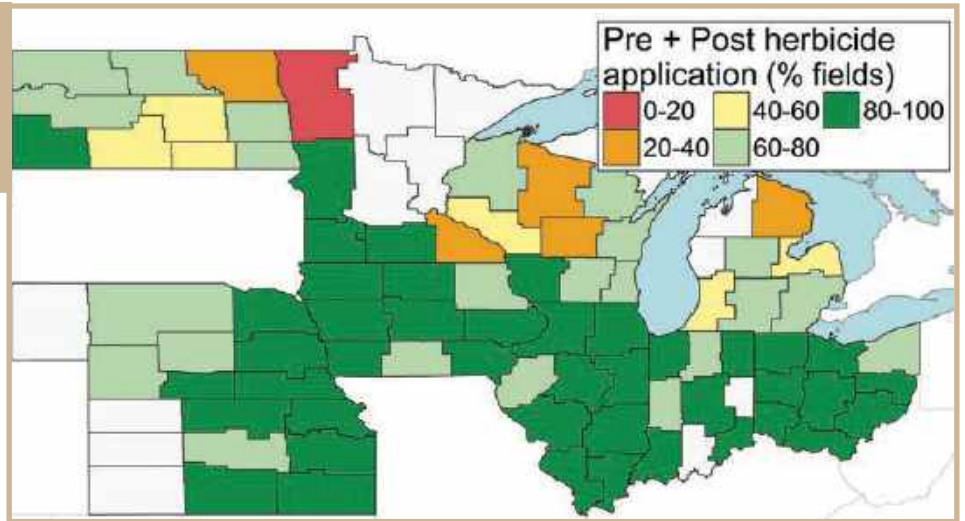 Pre + Post herbicide
application (% fields)
0-20 40-60 80-100
20-40 60-80